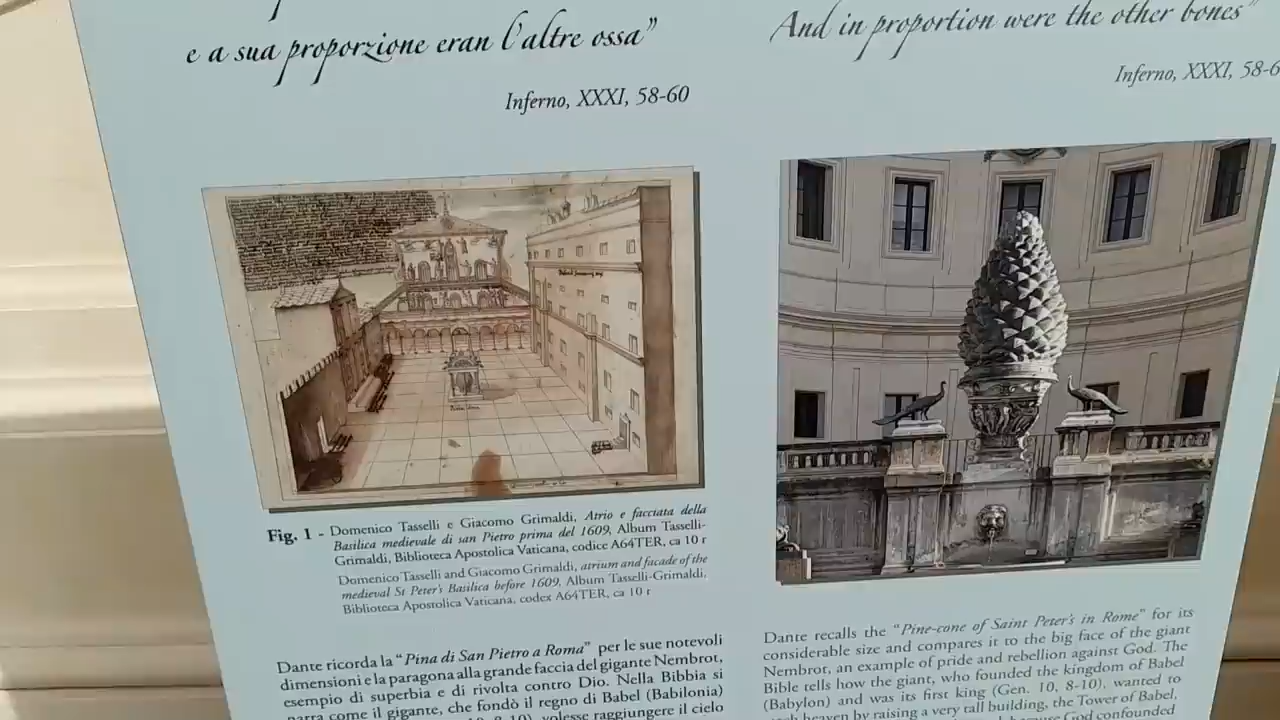 e a sua proporzione eran l'altre ossa”
Inferno, XXXI, 58-60
And in proportion were the other bones”
Inferno, XXXI, 58-6
Fig. 1 - Domenico Tasselli e Giacomo Grimaldi, Atrio e facciata della
Basilica medievale di san Pietro prima del 1609, Album Tasselli-
Grimaldi, Biblioteca Apostolica Vaticana, codice A64TER, ca 10 r
Domenico Tasselli and Giacomo Grimaldi, atrium and facade of the
medieval St Peter's Basilica before 1609, Album Tasselli-Grimaldi,
Biblioteca Apostolica Vaticana, codex A64TER, ca 10 r
Dante ricorda la “Pina di San Pietro a Roma” per le sue notevoli
dimensioni e la paragona alla grande faccia del gigante Nembrot,
esempio di superbia e di rivolta contro Dio. Nella Bibbia si
narra come il gigante, che fondò il regno di Babel (Babilonia)
volesse raggiungere il cielo
Dante recalls the “Pine-cone of Saint Peter's in Rome” for its
considerable size and compares it to the big face of the giant
Nembrot, an example of pride and rebellion against God. The
Bible tells how the giant, who founded the kingdom of Babel
(Babylon) and was its first king (Gen. 10, 8-10), wanted to
heaven by raising a very tall building, the Tower of Babel,
God confounded